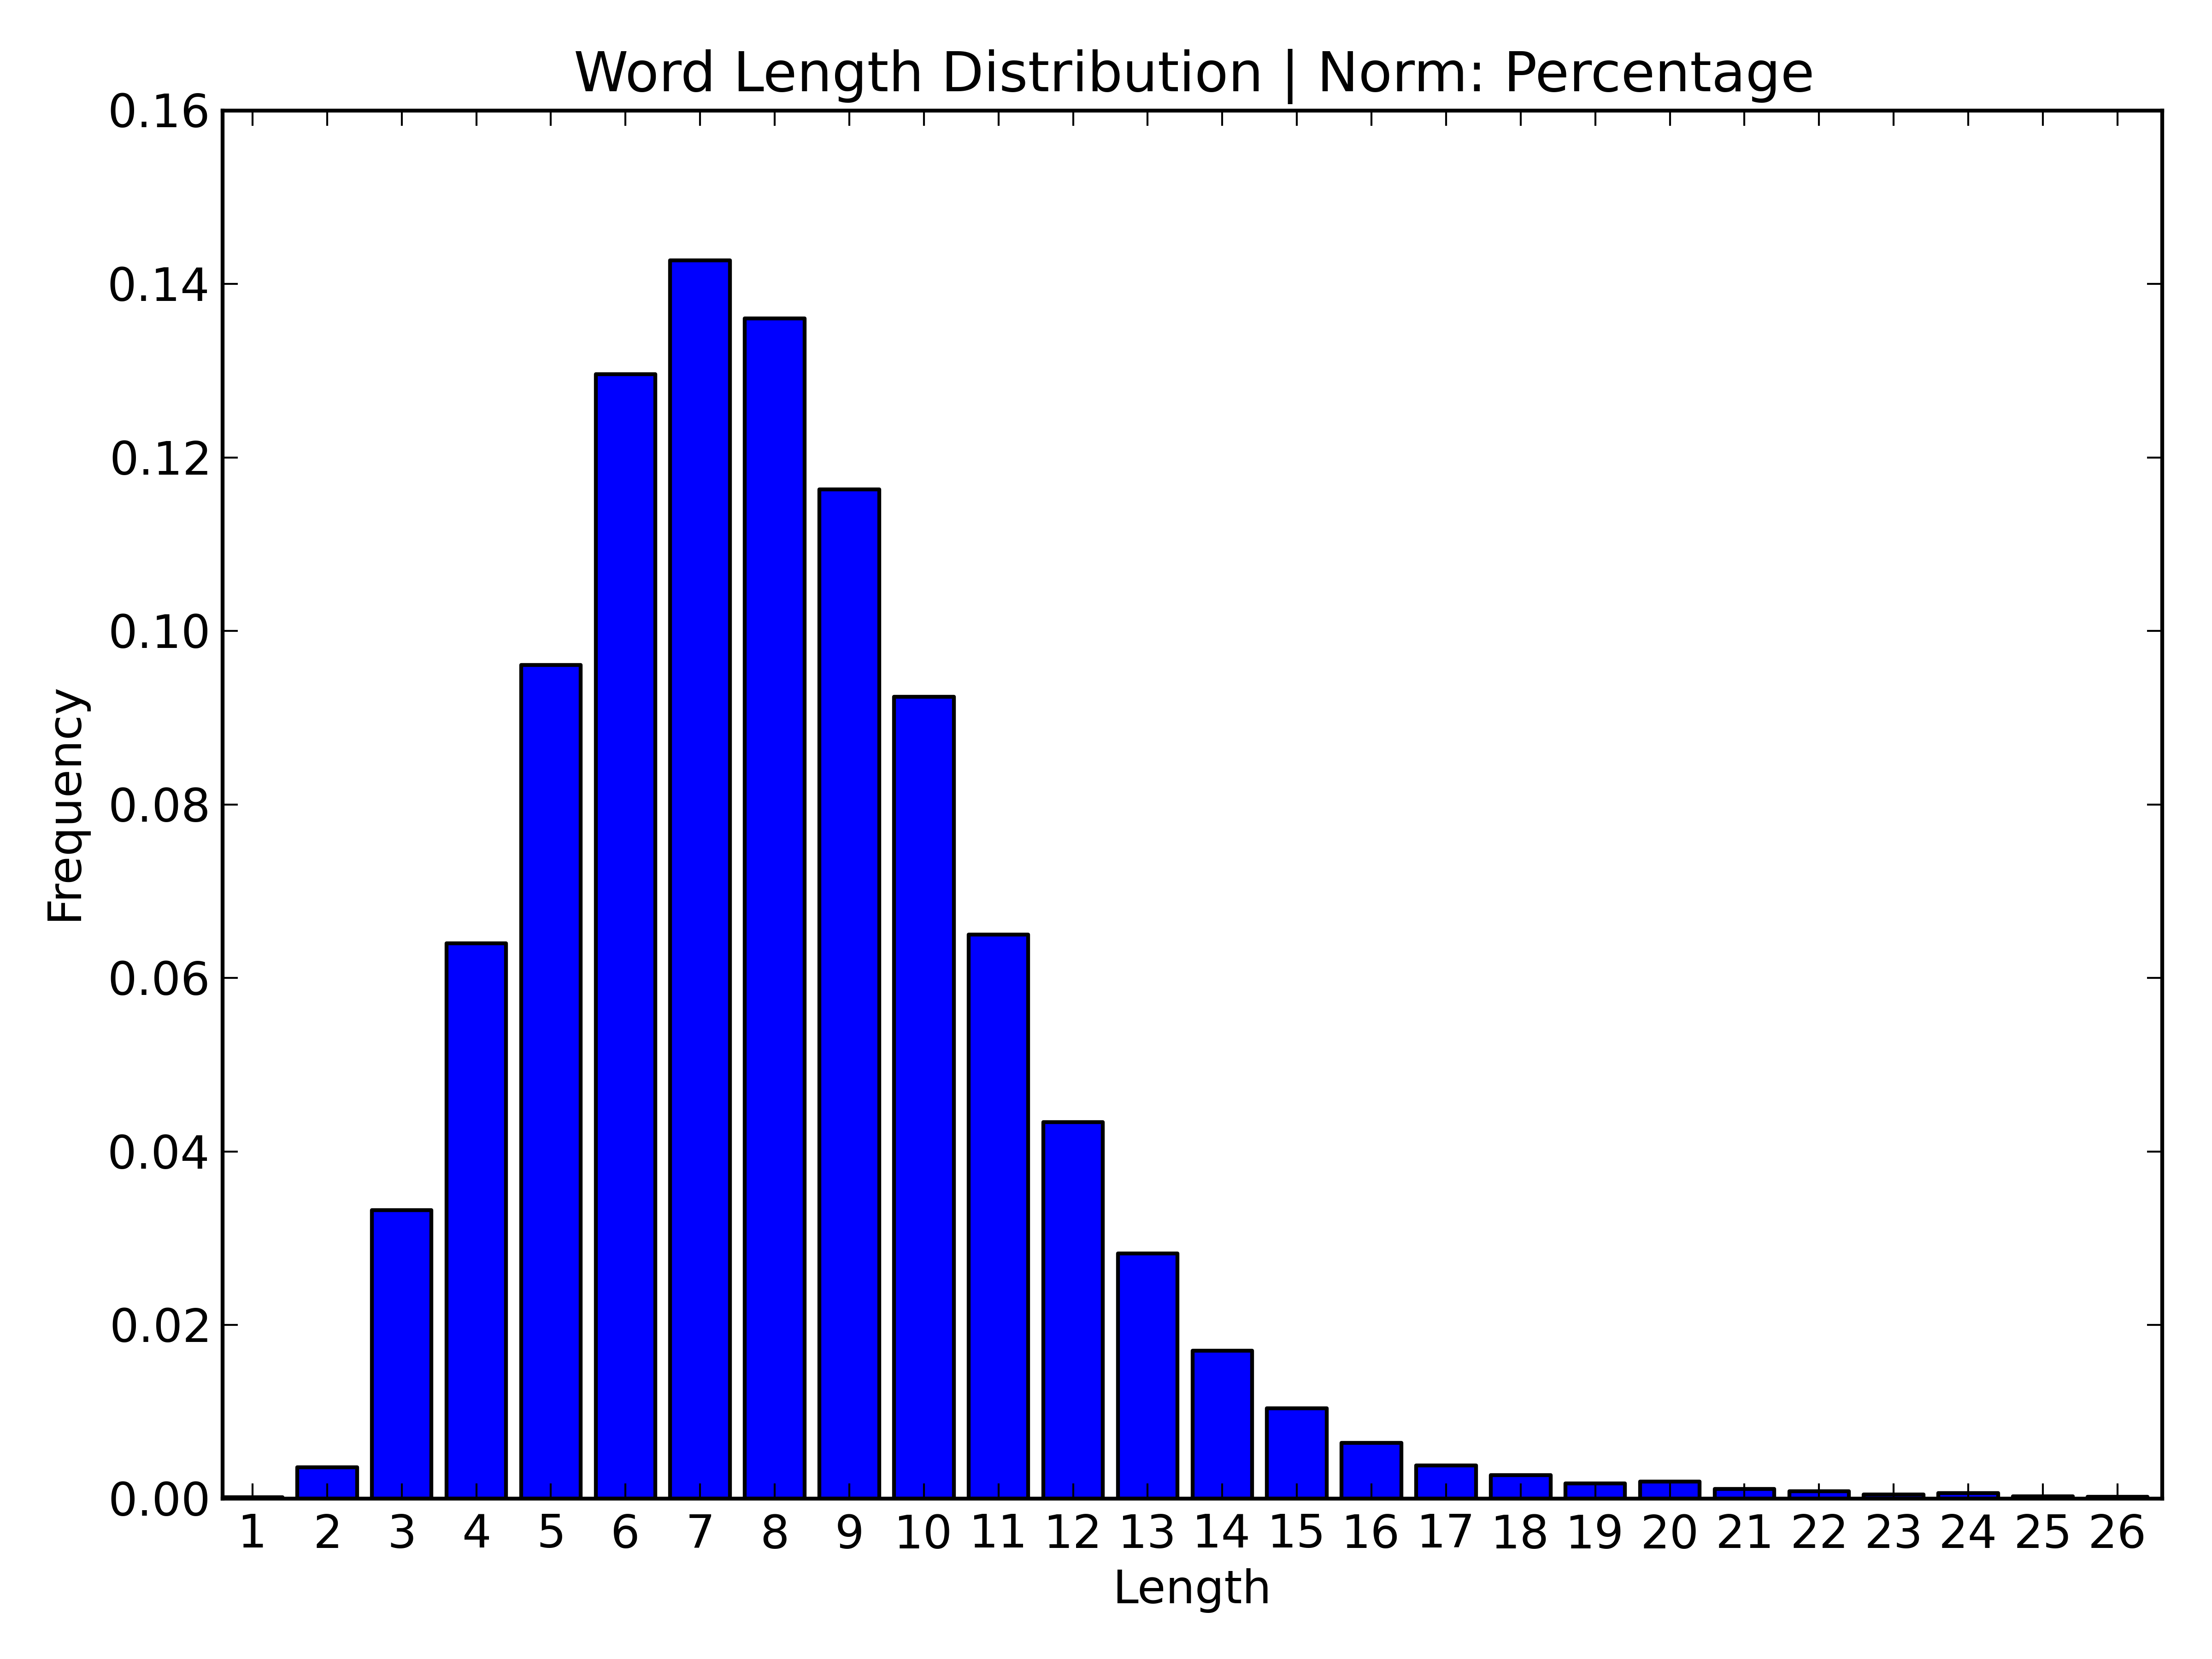 Word Length Distribution | Norm: Percentage
0.16
0.14
0.12
0.10
0.08
0.06
0.04
0.02
0.00
Frequency
1 2 3 4 5 6 7 8 9 10 11 12 13 14 15 16 17 18 19 20 21 22 23 24 25 26
Length